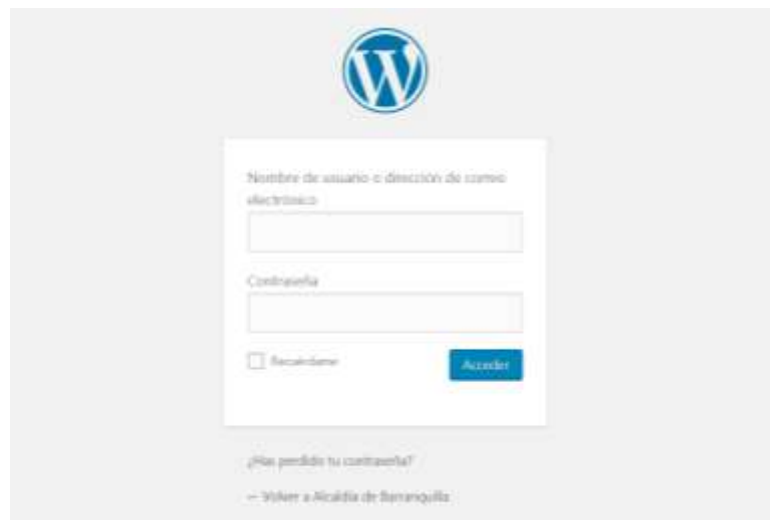 Nombre de usuario o dirección de correo
electrónico
Contraseña
Recuérdame
Acceder
¿Has perdido tu contraseña?
← Volver a Alcaldía de Barranquilla